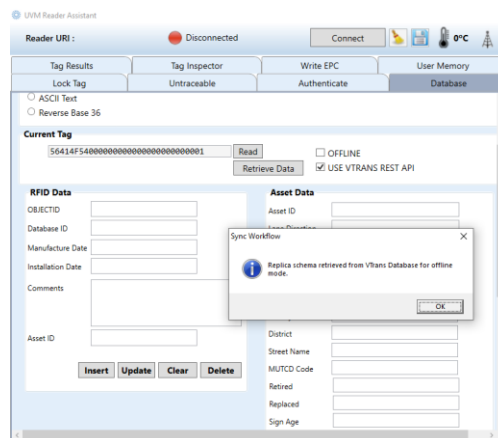 UVM Reader Assistant
Reader URI :
Disconnected
Connect
0°C
Tag Results
Tag Inspector
Write EPC
User Memory
Lock Tag
Untraceable
Authenticate
Database
ASCII Text
Reverse Base 36
Current Tag
Read
OFFLINE
Retrieve Data
USE VTRANS REST API
RFID Data
Asset Data
OBJECTID
Asset ID
Database ID
Manufacture Date
Installation Date
Comments
Asset ID
Sync Workflow
Replica schema retrieved from VTrans Database for offline
mode.
OK
District
Street Name
MUTCD Code
Retired
Replaced
Sign Age
Insert
Update
Clear
Delete